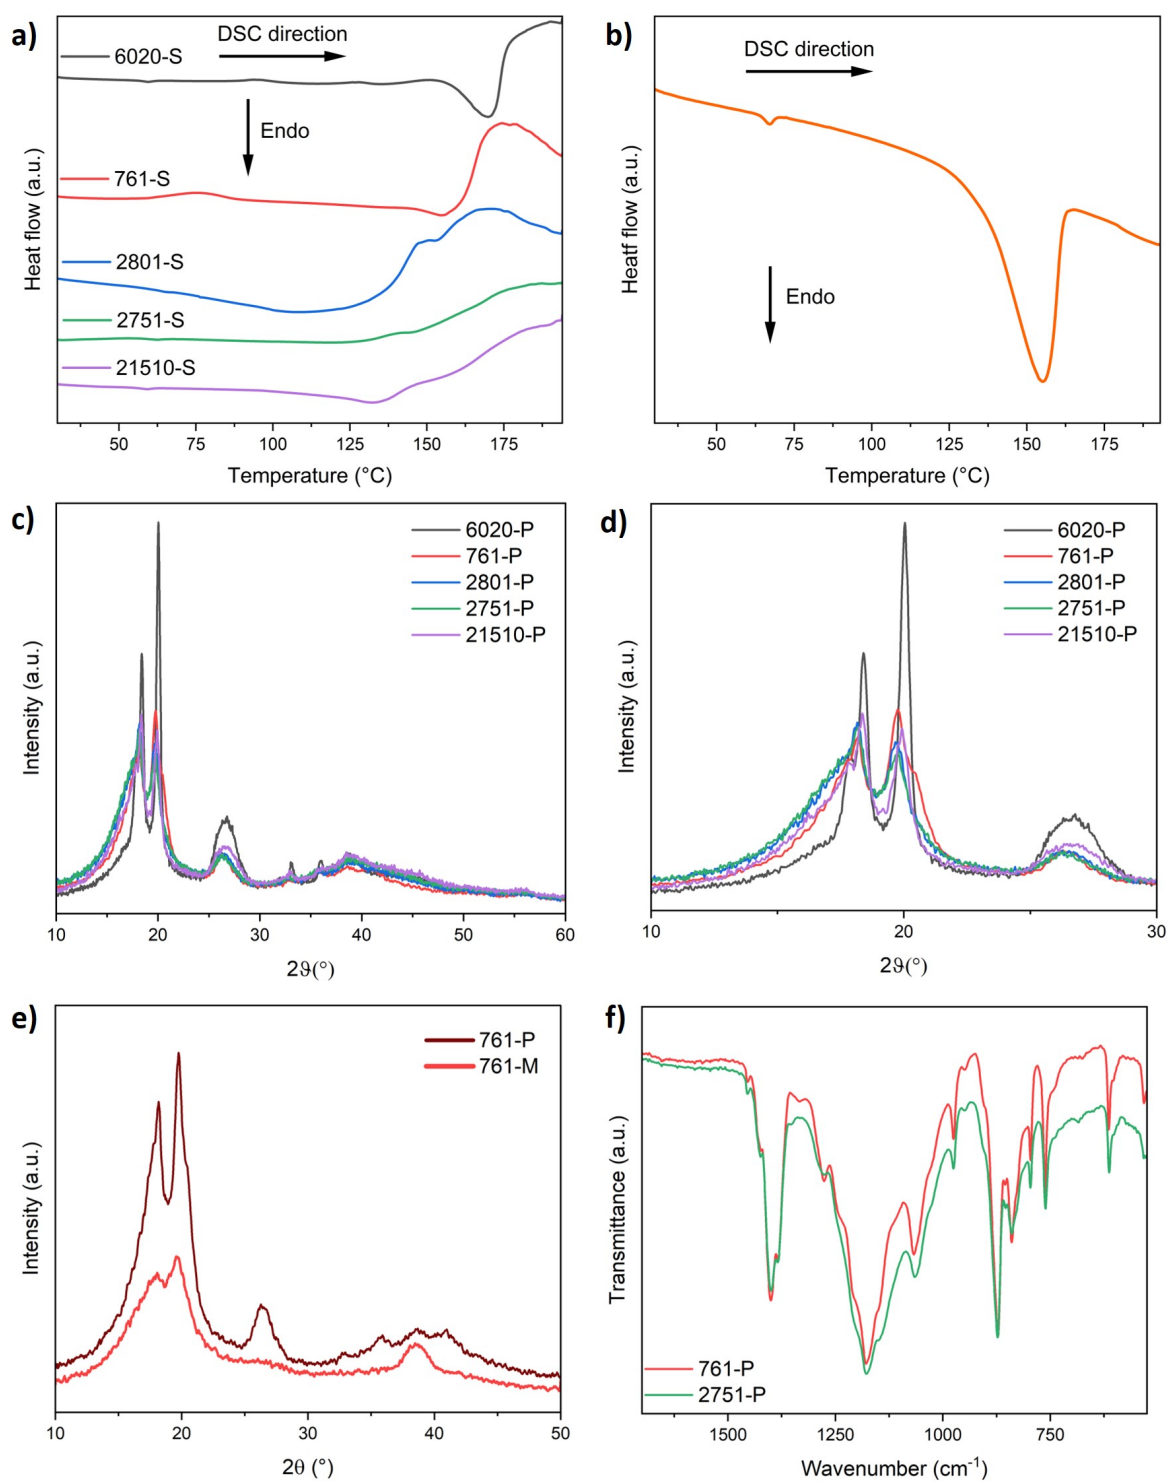 a)
DSC direction
6020-S
Endo
761-S
2801-S
2751-S
21510-S
Heat flow (a.u.)
50 75 100 125 150 175
Temperature (°C)
b)
DSC direction
Endo
Heatf flow (a.u.)
50 75 100 125 150 175
Temperature (°C)
c)
6020-P
761-P
2801-P
2751-P
21510-P
Intensity (a.u.)
10 20 30 40 50 60
2ϑ(°)
d)
6020-P
761-P
2801-P
2751-P
21510-P
Intensity (a.u.)
10 20 30
2ϑ(°)
e)
761-P
761-M
Intensity (a.u.)
10 20 30 40 50
2θ (°)
f)
Transmittance (a.u.)
761-P
2751-P
1500 1250 1000 750
Wavenumber (cm⁻¹)